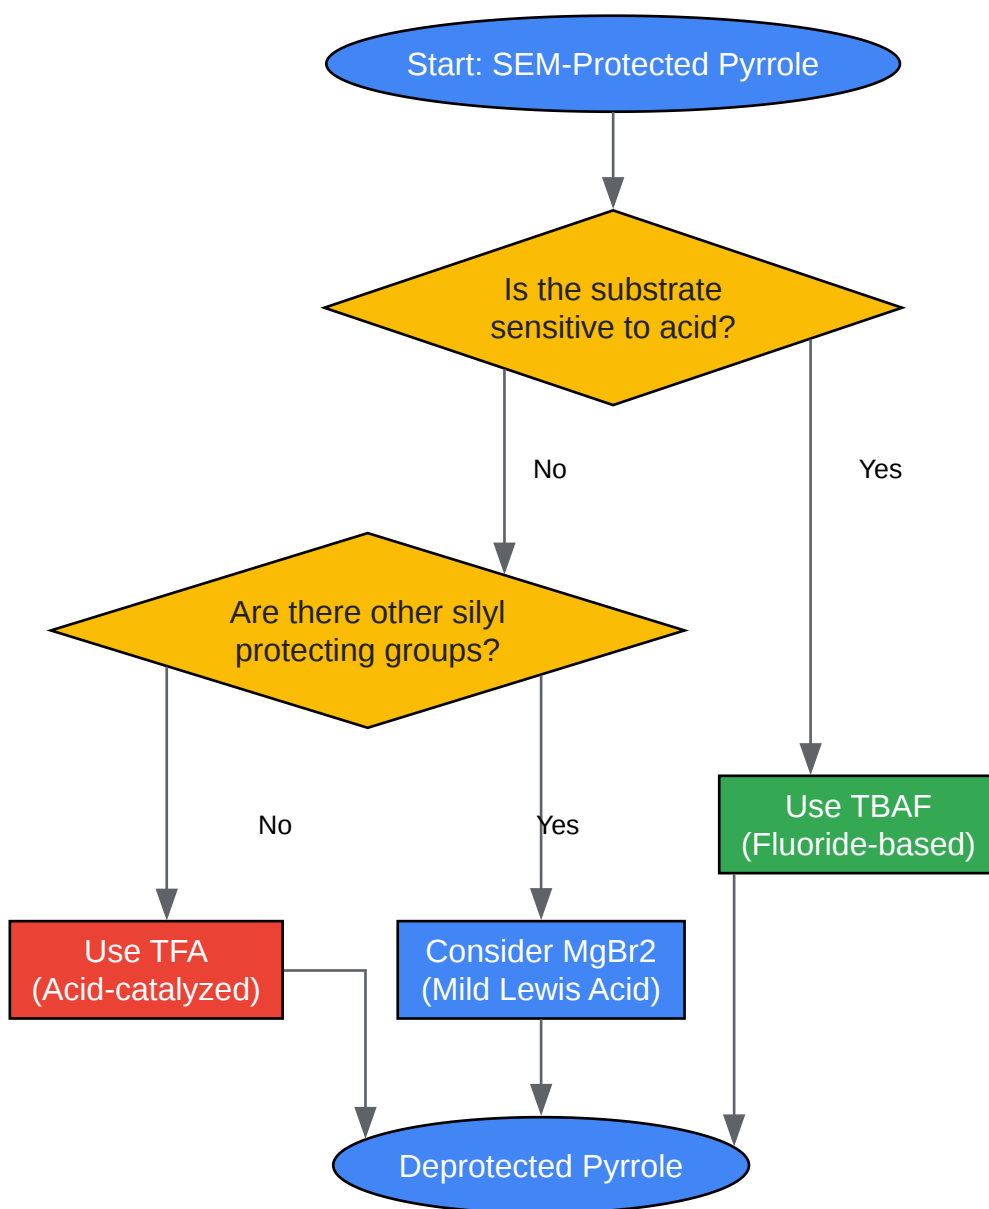 Start: SEM-Protected Pyrrole
Is the substrate
sensitive to acid?
No
Yes
Are there other silyl
protecting groups?
Use TBAF
(Fluoride-based)
No
Yes
Use TFA
(Acid-catalyzed)
Consider MgBr2
(Mild Lewis Acid)
Deprotected Pyrrole